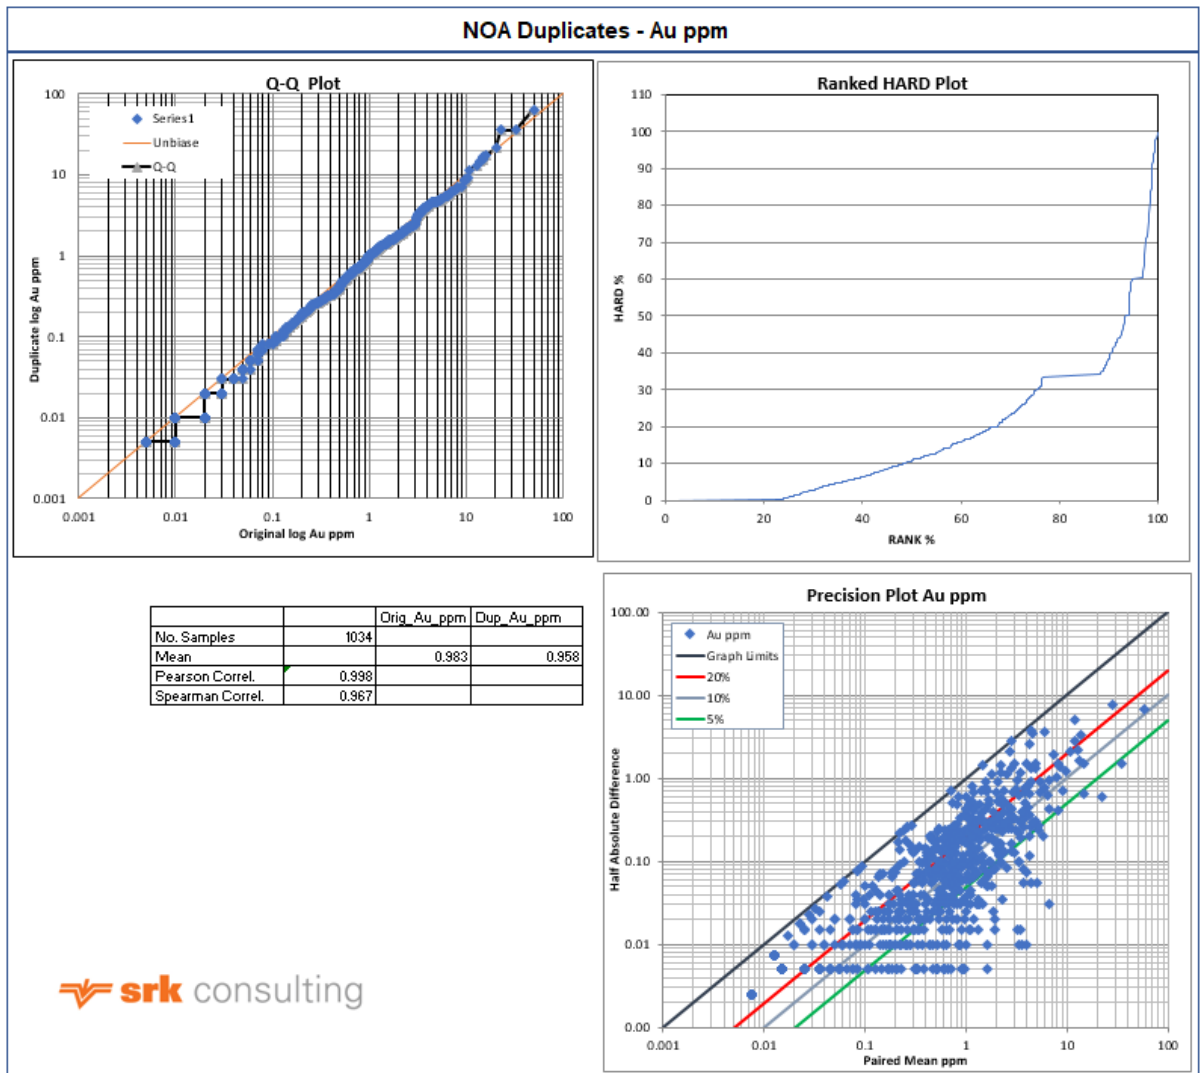 NOA Duplicates - Au ppm
Q-Q Plot
Duplicate log Au ppm
100
10
1
0.1
0.01
0.001
Series1
Unbiase
Q-Q
0.001 0.01 0.1 1 10 100
Original log Au ppm
Ranked HARD Plot
HARD %
110
100
90
80
70
60
50
40
30
20
10
0
0 20 40 60 80 100
RANK %
Orig_Au_ppm Dup_Au_ppm
No. Samples 1034
Mean 0.983 0.958
Pearson Correl. 0.998
Spearman Correl. 0.967
srk consulting
Precision Plot Au ppm
Half Absolute Difference
100.00
10.00
1.00
0.10
0.01
0.00
Au ppm
Graph Limits
20%
10%
5%
0.001 0.01 0.1 1 10 100
Paired Mean ppm